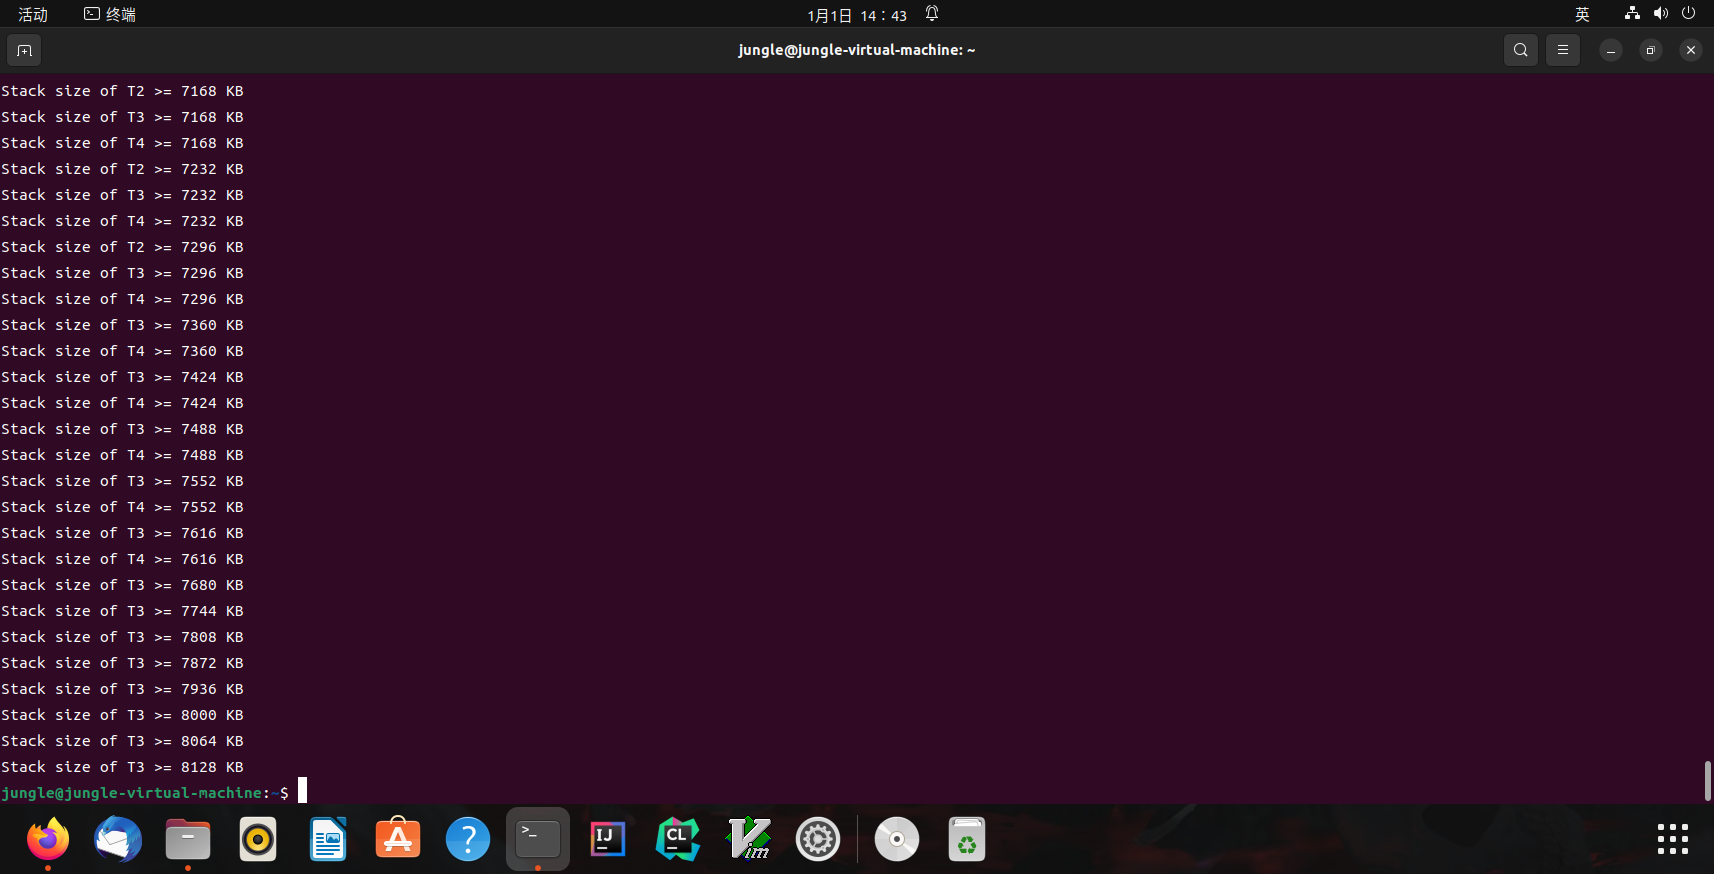 活动 终端 1月1日 14：43 英
jungle@jungle-virtual-machine: ~
Stack size of T2 >= 7168 KB
Stack size of T3 >= 7168 KB
Stack size of T4 >= 7168 KB
Stack size of T2 >= 7232 KB
Stack size of T3 >= 7232 KB
Stack size of T4 >= 7232 KB
Stack size of T2 >= 7296 KB
Stack size of T3 >= 7296 KB
Stack size of T4 >= 7296 KB
Stack size of T3 >= 7360 KB
Stack size of T4 >= 7360 KB
Stack size of T3 >= 7424 KB
Stack size of T4 >= 7424 KB
Stack size of T3 >= 7488 KB
Stack size of T4 >= 7488 KB
Stack size of T3 >= 7552 KB
Stack size of T4 >= 7552 KB
Stack size of T3 >= 7616 KB
Stack size of T4 >= 7616 KB
Stack size of T3 >= 7680 KB
Stack size of T3 >= 7744 KB
Stack size of T3 >= 7808 KB
Stack size of T3 >= 7872 KB
Stack size of T3 >= 7936 KB
Stack size of T3 >= 8000 KB
Stack size of T3 >= 8064 KB
Stack size of T3 >= 8128 KB
jungle@jungle-virtual-machine:~$
? >_ IJ CL Vim